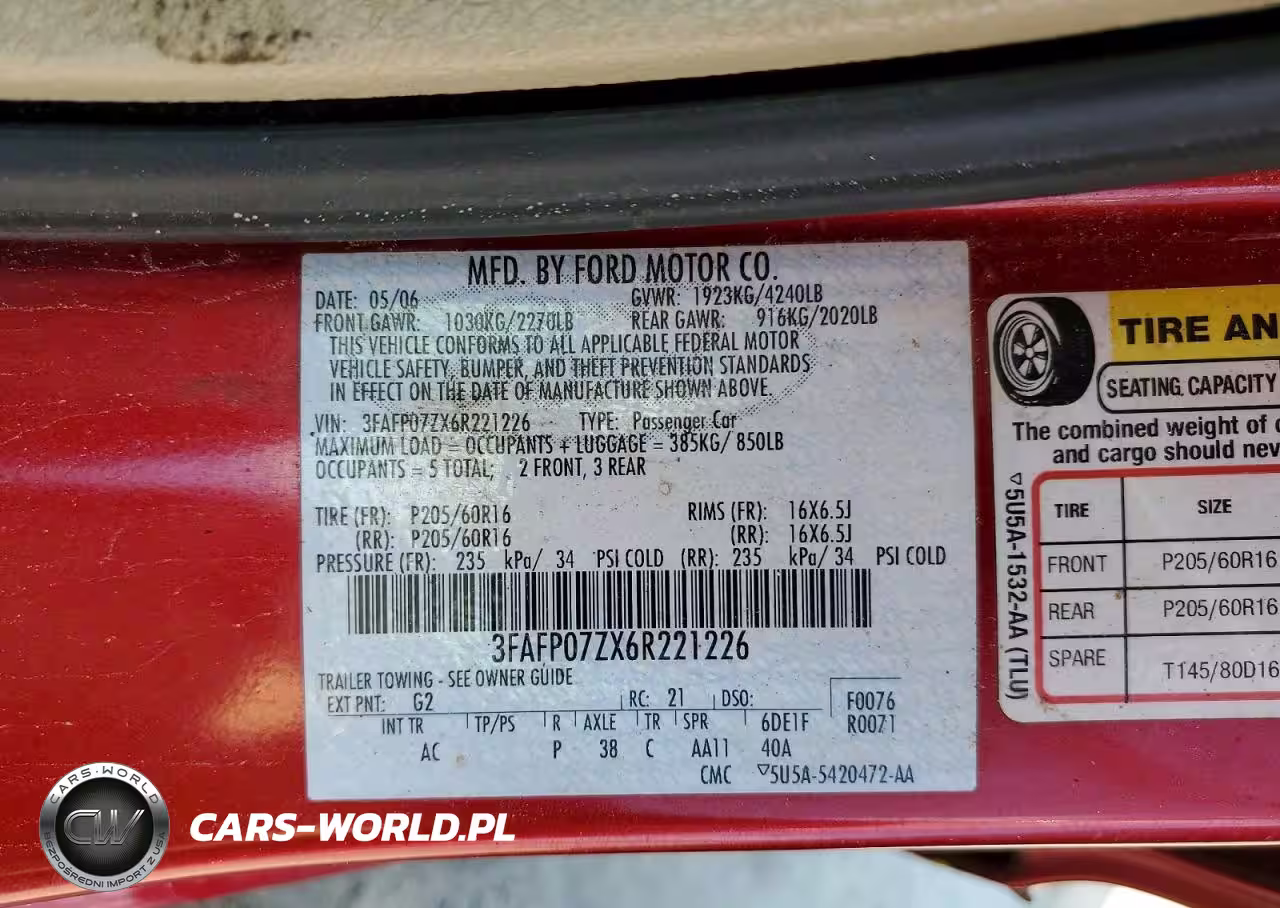 MFD. BY FORD MOTOR CO.
DATE: 05/06 GVWR: 1923KG/4240LB
FRONT GAWR: 1030KG/2270LB REAR GAWR: 916KG/2020LB
THIS VEHICLE CONFORMS TO ALL APPLICABLE FEDERAL MOTOR
VEHICLE SAFETY, BUMPER, AND THEFT PREVENTION STANDARDS
IN EFFECT ON THE DATE OF MANUFACTURE SHOWN ABOVE.
VIN: 3FAFP07ZX6R221226 TYPE: Passenger Car
MAXIMUM LOAD = OCCUPANTS + LUGGAGE = 385KG/ 850LB
OCCUPANTS = 5 TOTAL; 2 FRONT, 3 REAR
TIRE (FR): P205/60R16 RIMS (FR): 16X6.5J
(RR): P205/60R16 (RR): 16X6.5J
PRESSURE (FR): 235 kPa/ 34 PSI COLD (RR): 235 kPa/ 34 PSI COLD
3FAFP07ZX6R221226
TRAILER TOWING - SEE OWNER GUIDE
EXT PNT: G2 RC: 21 DSO: F0076
INT TR TP/PS R AXLE TR SPR 6DE1F R0071
AC P 38 C AA11 40A
CMC ▽5U5A-5420472-AA
TIRE AN
SEATING CAPACITY
The combined weight of
and cargo should nev
▽5U5A-1532-AA (TLU)
TIRE SIZE
FRONT P205/60R16
REAR P205/60R16
SPARE T145/80D16
CARS-WORLD
CW
BEZPOŚREDNI IMPORT Z USA
CARS-WORLD.PL